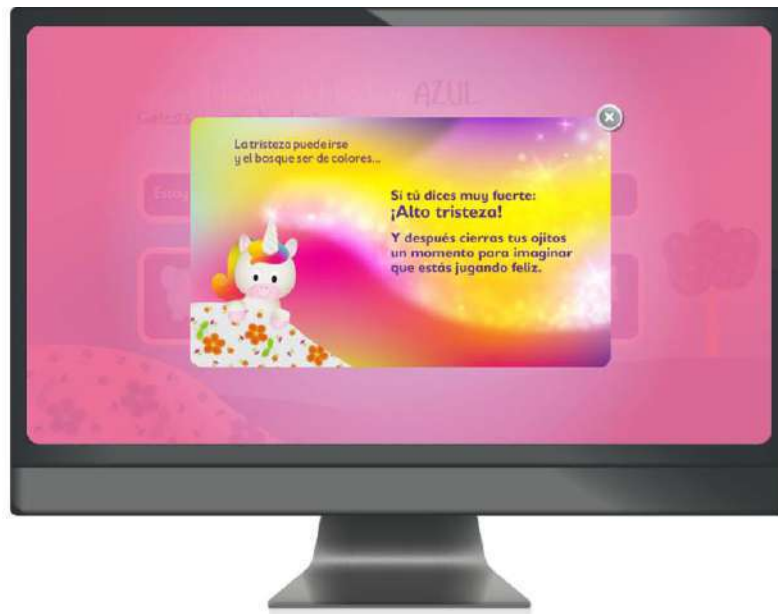 AZUL
La tristeza puede irse
y el bosque ser de colores...
Si tú dices muy fuerte:
¡Alto tristeza!
Y después cierras tus ojitos
un momento para imaginar
que estás jugando feliz.